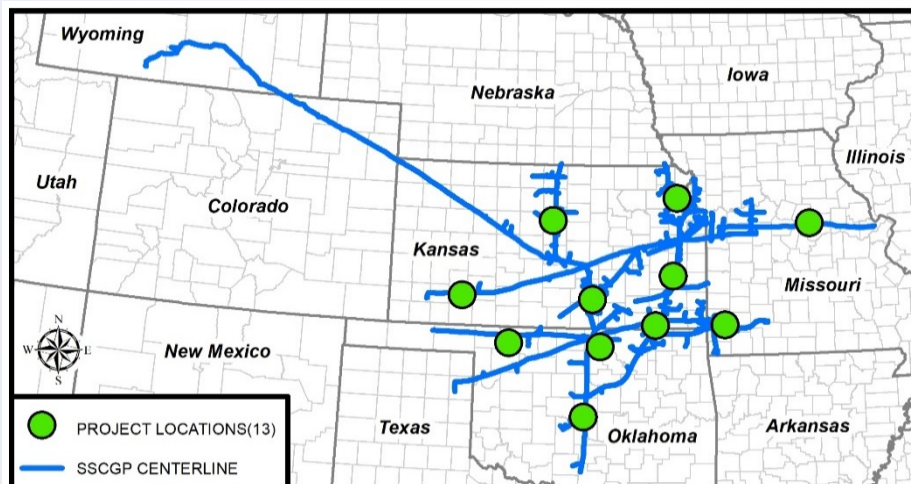 Wyoming
Iowa
Nebraska
Illinois
Utah
Colorado
Kansas
Missouri
N
W E
S
New Mexico
Texas
Oklahoma
Arkansas
PROJECT LOCATIONS(13)
SSCGP CENTERLINE